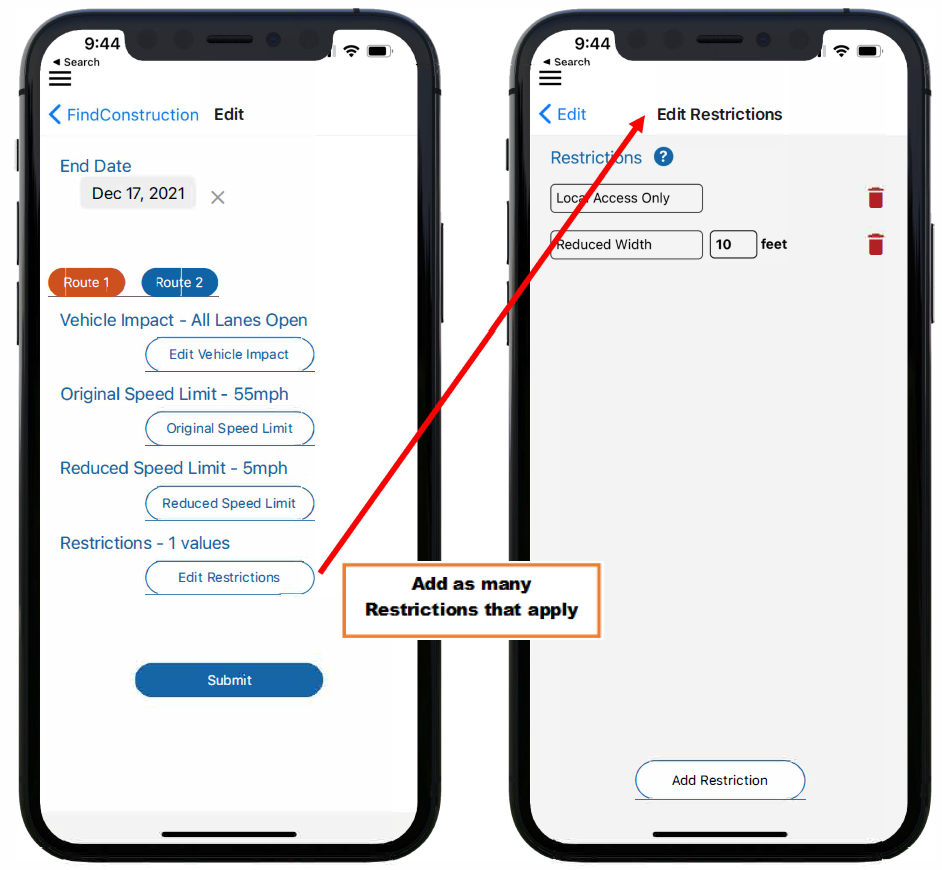 9:44
Search
FindConstruction Edit
End Date
Dec 17, 2021
Route 1 Route 2
Vehicle Impact - All Lanes Open
Edit Vehicle Impact
Original Speed Limit - 55mph
Original Speed Limit
Reduced Speed Limit - 5mph
Reduced Speed Limit
Restrictions - 1 values
Edit Restrictions
Submit
Add as many
Restrictions that apply
9:44
Search
Edit Edit Restrictions
Restrictions ?
Local Access Only
Reduced Width 10 feet
Add Restriction